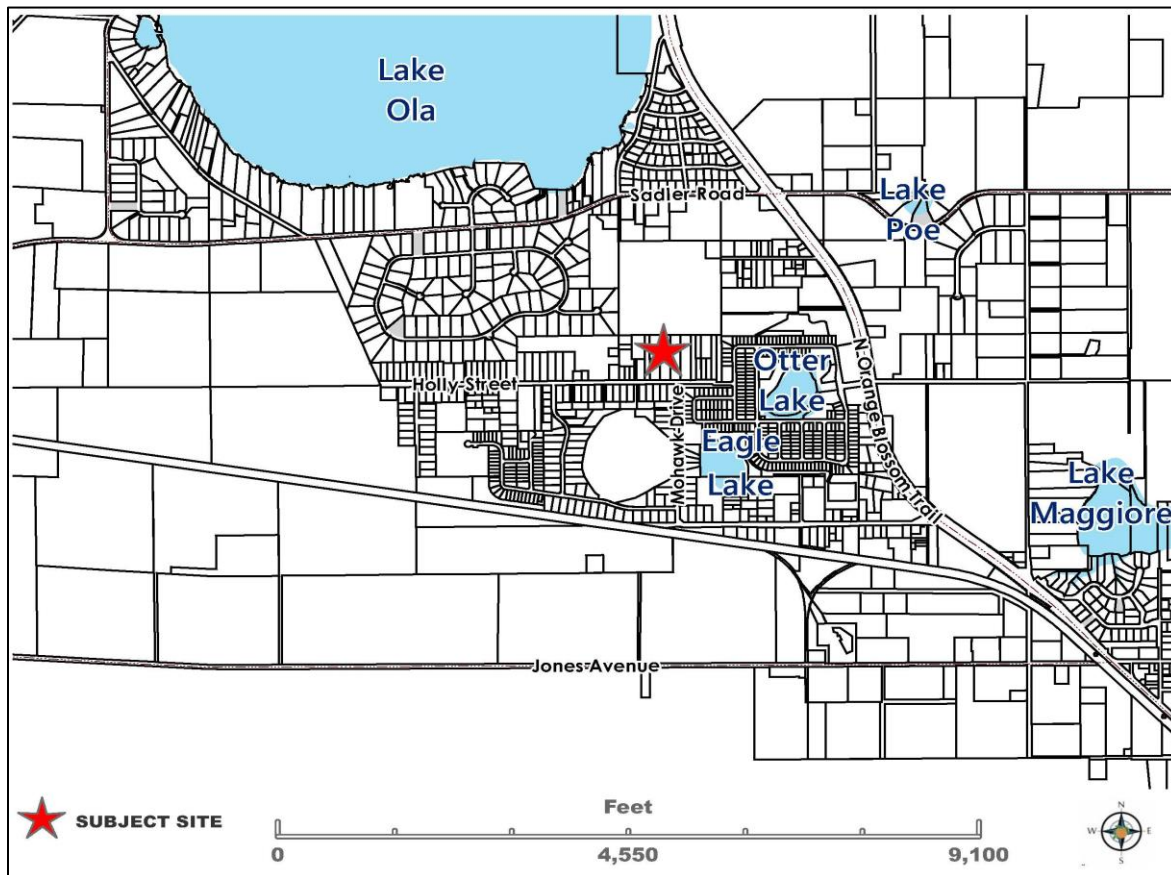 Lake
Ola
Sadler Road
Lake
Poe
N Orange Blossom Trail
Otter
Lake
Holly Street
Mohawk Drive
Eagle
Lake
Lake
Maggiore
Jones Avenue
SUBJECT SITE
Feet
0 4,550 9,100
N
W E
S